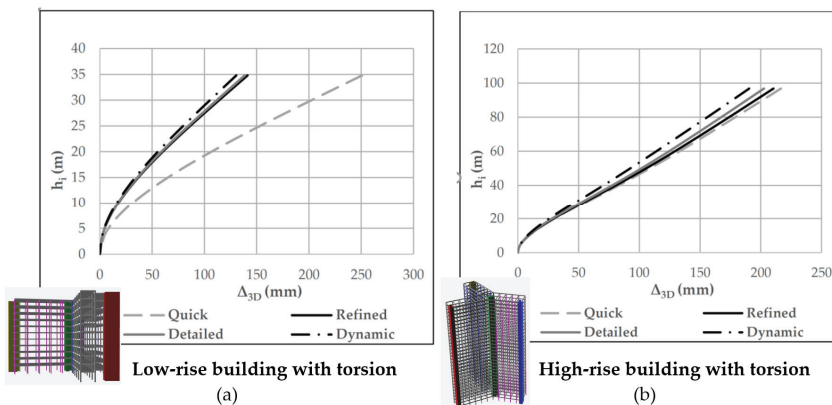 40
35
30
25
20
15
10
5
0
hᵢ (m)
0 50 100 150 200 250 300
Δ₃D (mm)
Quick Refined
Detailed Dynamic
Low-rise building with torsion
(a)
120
100
80
60
40
20
0
hᵢ (m)
0 50 100 150 200 250
Δ₃D (mm)
Quick Refined
Detailed Dynamic
High-rise building with torsion
(b)